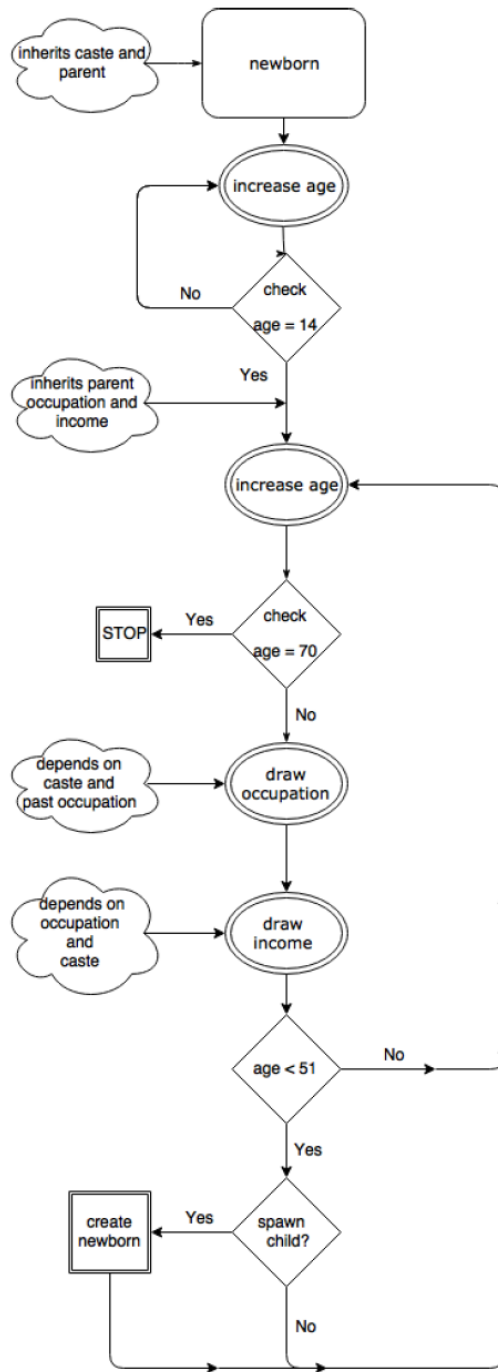 inherits caste and
parent
newborn
increase age
check
age = 14
No
Yes
inherits parent
occupation and
income
increase age
check
age = 70
Yes
STOP
No
depends on
caste and
past occupation
draw
occupation
depends on
occupation
and
caste
draw
income
age < 51
No
Yes
spawn
child?
Yes
create
newborn
No